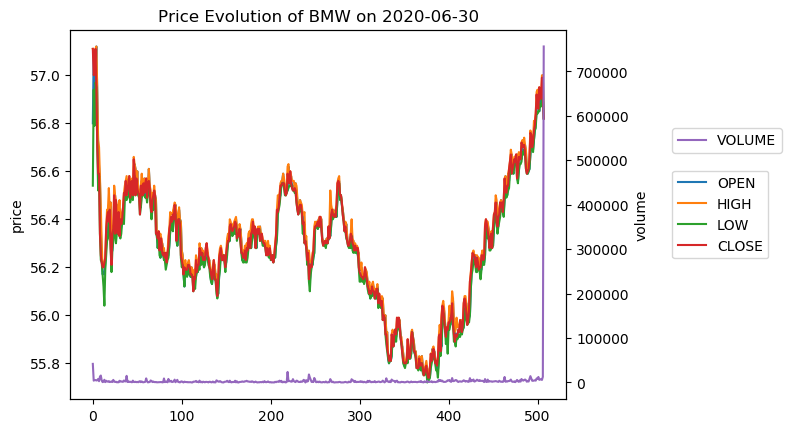 Price Evolution of BMW on 2020-06-30
57.0
56.8
56.6
56.4
56.2
56.0
55.8
price
0
100
200
300
400
500
700000
600000
500000
400000
300000
200000
100000
0
volume
VOLUME
OPEN
HIGH
LOW
CLOSE